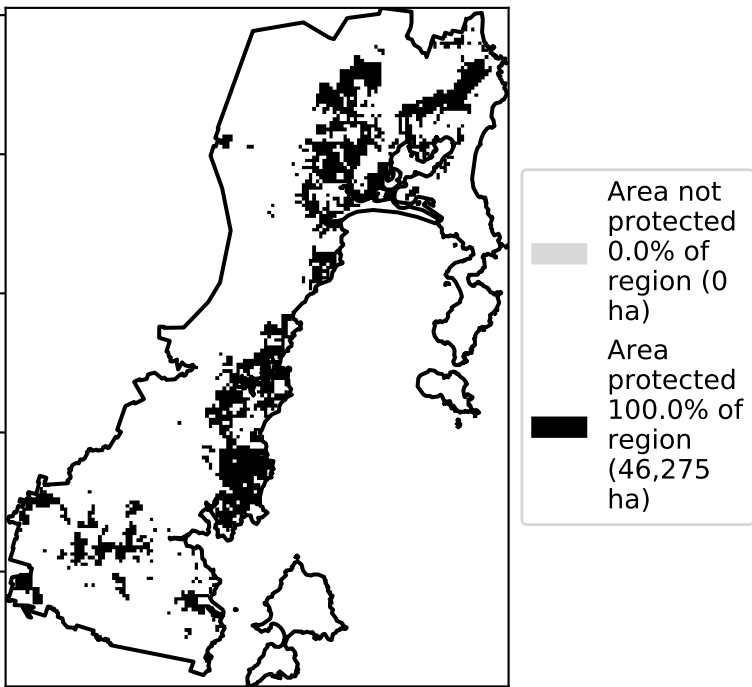 Area not
protected
0.0% of
region (0
ha)
Area
protected
100.0% of
region
(46,275
ha)